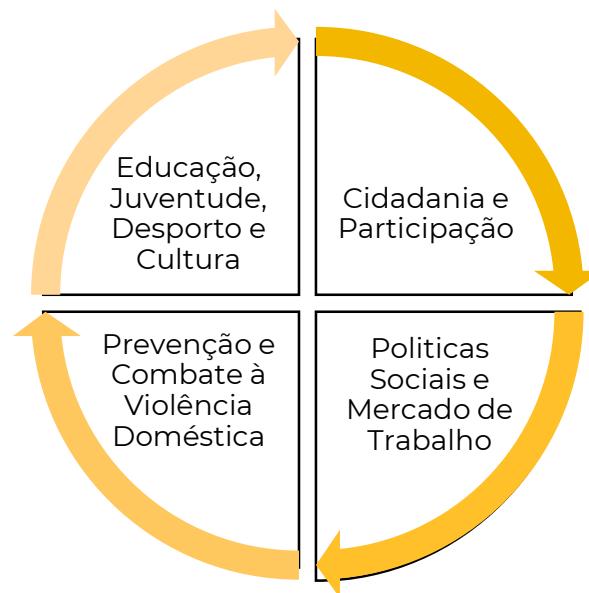 Educação,
Juventude,
Desporto e
Cultura
Cidadania e
Participação
Prevenção e
Combate à
Violência
Doméstica
Politicas
Sociais e
Mercado de
Trabalho